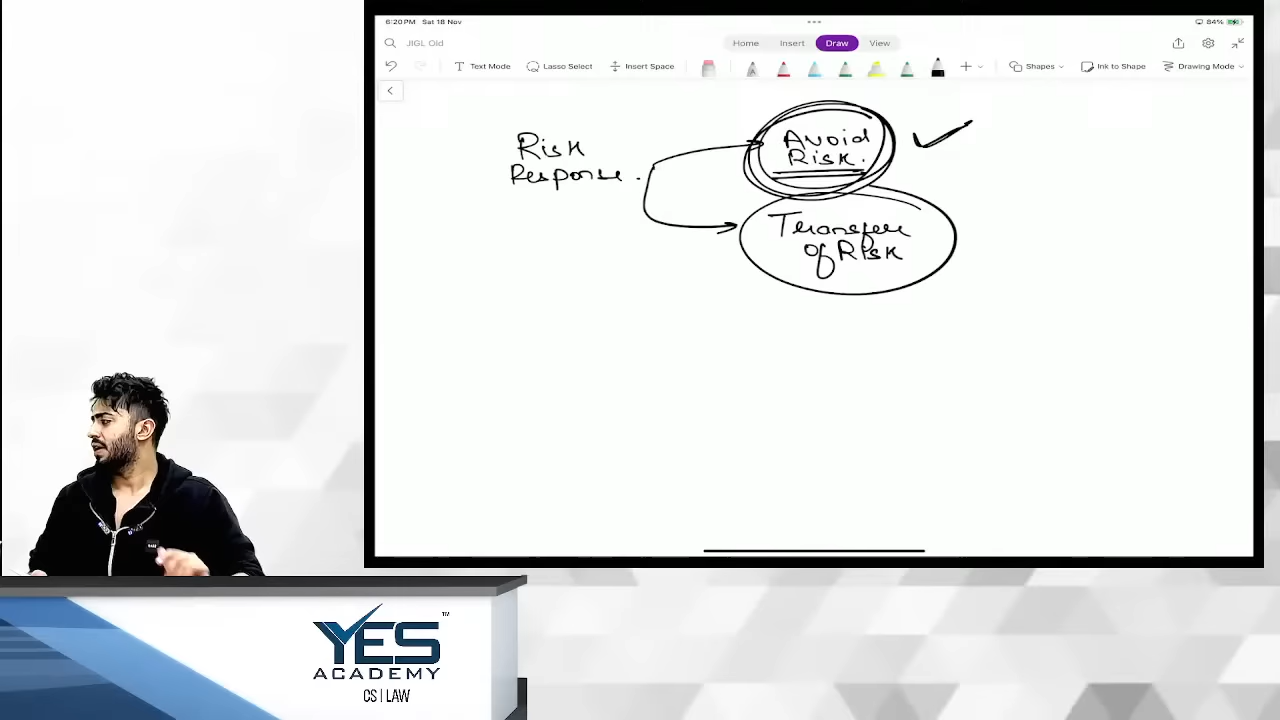 6:20 PM Sat 18 Nov
84%
JIGL Old
Home Insert Draw View
Text Mode Lasso Select Insert Space Shapes Ink to Shape Drawing Mode
Risk
Response.
Avoid
Risk.
Transfer
of Risk
YES™
ACADEMY
CS | LAW